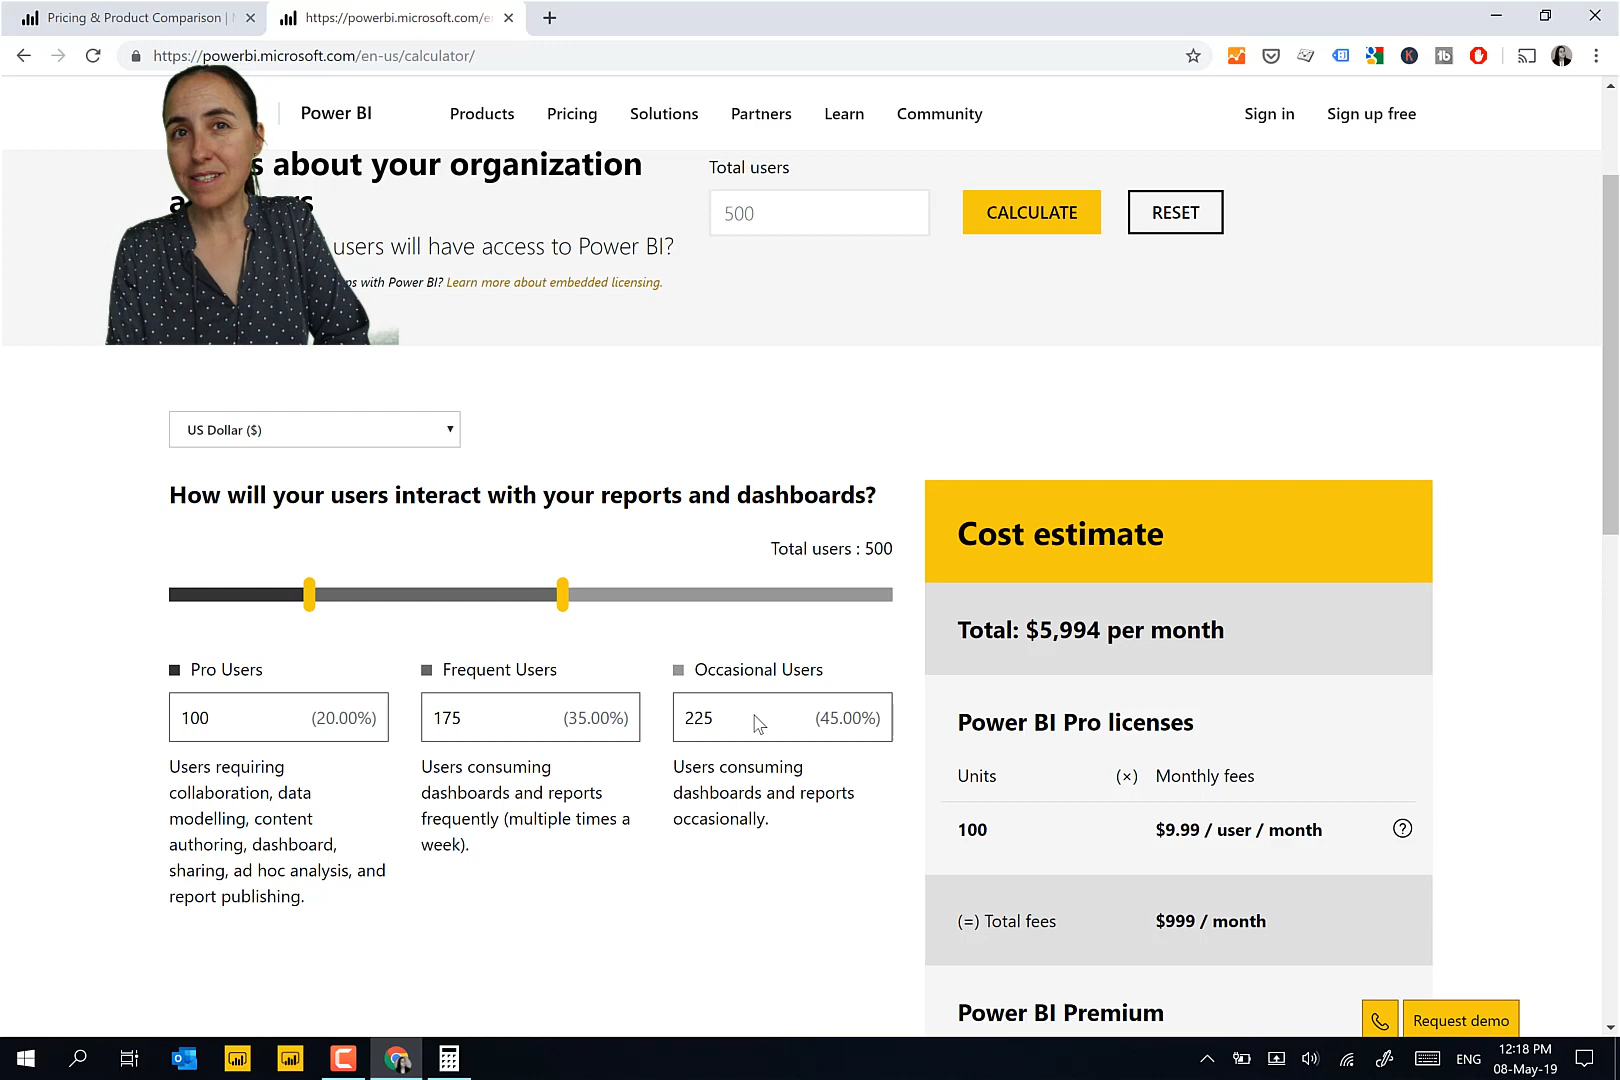 Pricing & Product Comparison |
https://powerbi.microsoft.com/e
https://powerbi.microsoft.com/en-us/calculator/
Power BI
Products
Pricing
Solutions
Partners
Learn
Community
Sign in
Sign up free
s about your organization
Total users
500
CALCULATE
RESET
users will have access to Power BI?
with Power BI? Learn more about embedded licensing.
US Dollar ($)
How will your users interact with your reports and dashboards?
Total users : 500
Pro Users
100 (20.00%)
Users requiring
collaboration, data
modelling, content
authoring, dashboard,
sharing, ad hoc analysis, and
report publishing.
Frequent Users
175 (35.00%)
Users consuming
dashboards and reports
frequently (multiple times a
week).
Occasional Users
225 (45.00%)
Users consuming
dashboards and reports
occasionally.
Cost estimate
Total: $5,994 per month
Power BI Pro licenses
Units (×) Monthly fees
100 $9.99 / user / month ?
(=) Total fees $999 / month
Power BI Premium
Request demo
ENG
12:18 PM
08-May-19